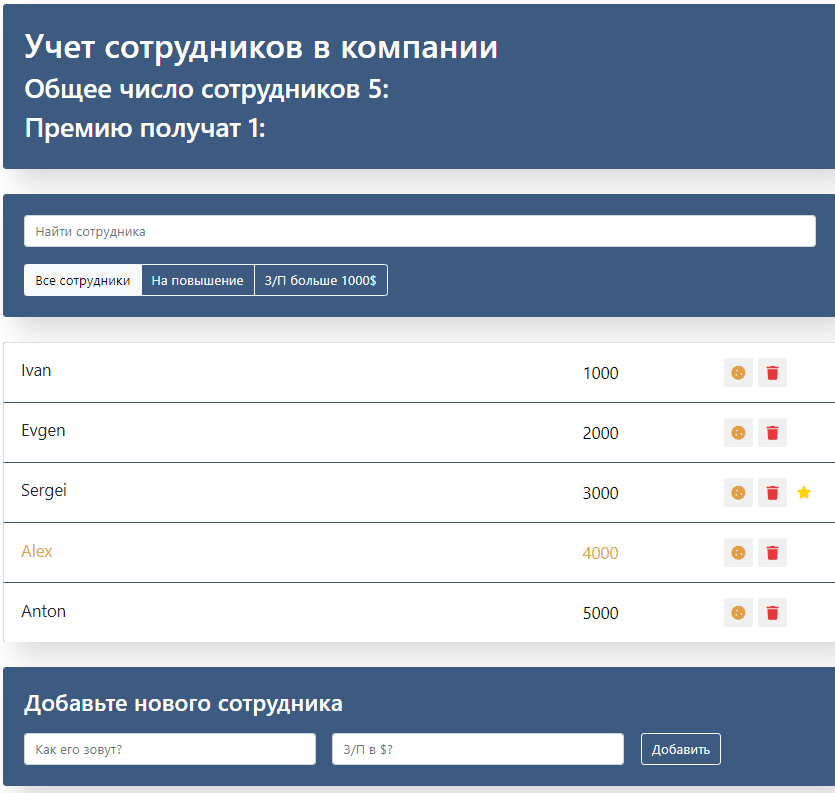 Учет сотрудников в компании
Общее число сотрудников 5:
Премию получат 1:
Найти сотрудника
Все сотрудники На повышение З/П больше 1000$
Ivan 1000
Evgen 2000
Sergei 3000
Alex 4000
Anton 5000
Добавьте нового сотрудника
Как его зовут? З/П в $? Добавить